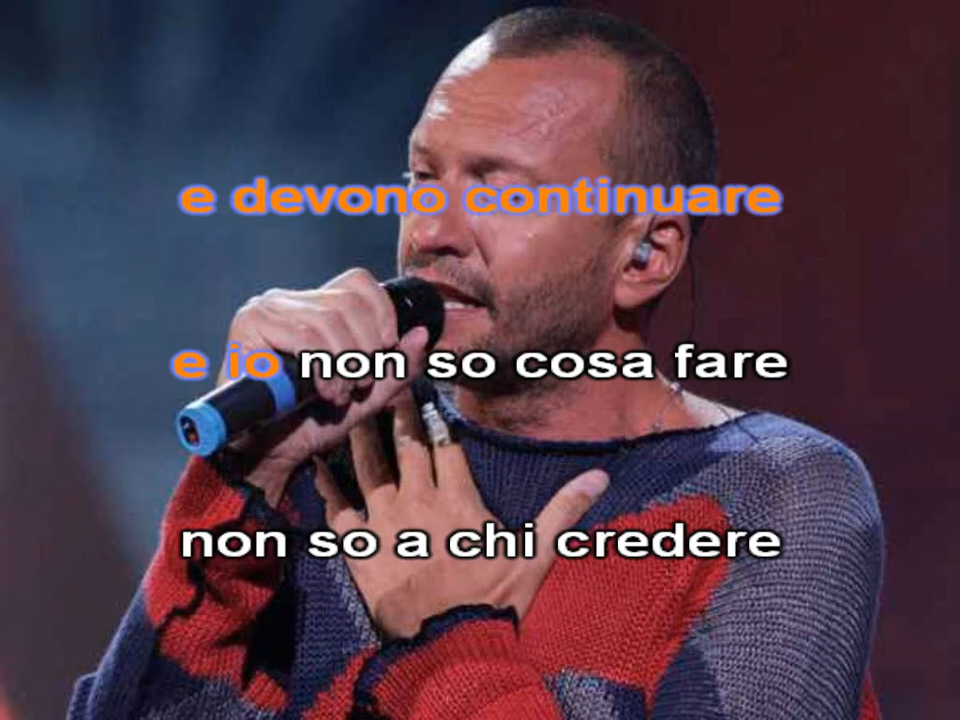 e devono continuare
e io non so cosa fare
non so a chi credere